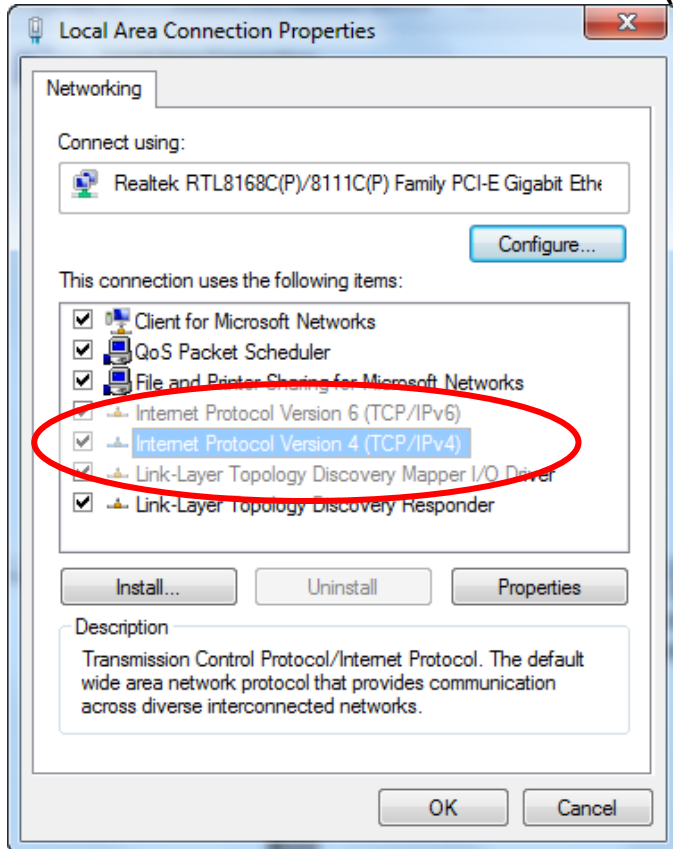 Local Area Connection Properties
Networking
Connect using:
Realtek RTL8168C(P)/8111C(P) Family PCI-E Gigabit Ethe
Configure...
This connection uses the following items:
Client for Microsoft Networks
QoS Packet Scheduler
File and Printer Sharing for Microsoft Networks
Internet Protocol Version 6 (TCP/IPv6)
Internet Protocol Version 4 (TCP/IPv4)
Link-Layer Topology Discovery Mapper I/O Driver
Link-Layer Topology Discovery Responder
Install...
Uninstall
Properties
Description
Transmission Control Protocol/Internet Protocol. The default
wide area network protocol that provides communication
across diverse interconnected networks.
OK
Cancel